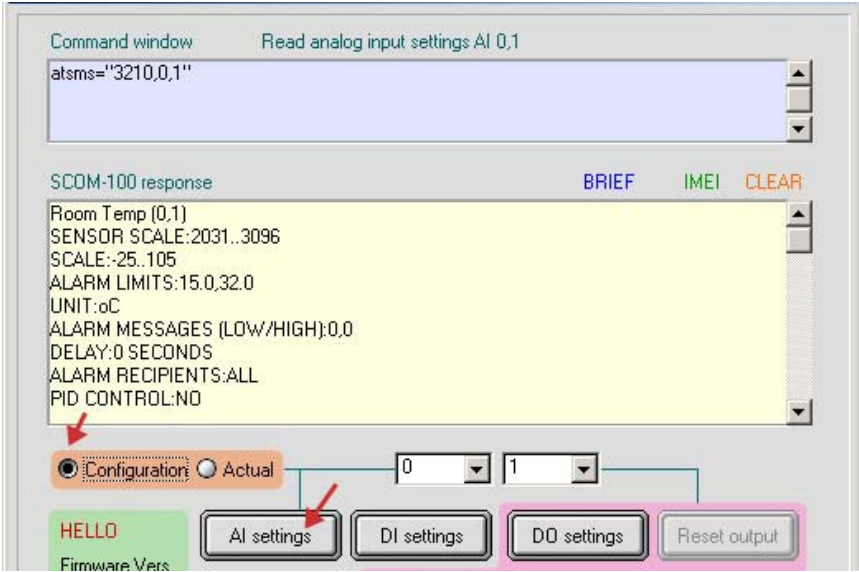 Command window Read analog input settings AI 0,1
atsms="3210,0,1"
SCOM-100 response BRIEF IMEI CLEAR
Room Temp (0,1)
SENSOR SCALE:2031..3096
SCALE:-25..105
ALARM LIMITS:15.0,32.0
UNIT:oC
ALARM MESSAGES (LOW/HIGH):0,0
DELAY:0 SECONDS
ALARM RECIPIENTS:ALL
PID CONTROL:NO
Configuration Actual 0 1
HELLO AI settings DI settings DO settings Reset output
Firmware Vers